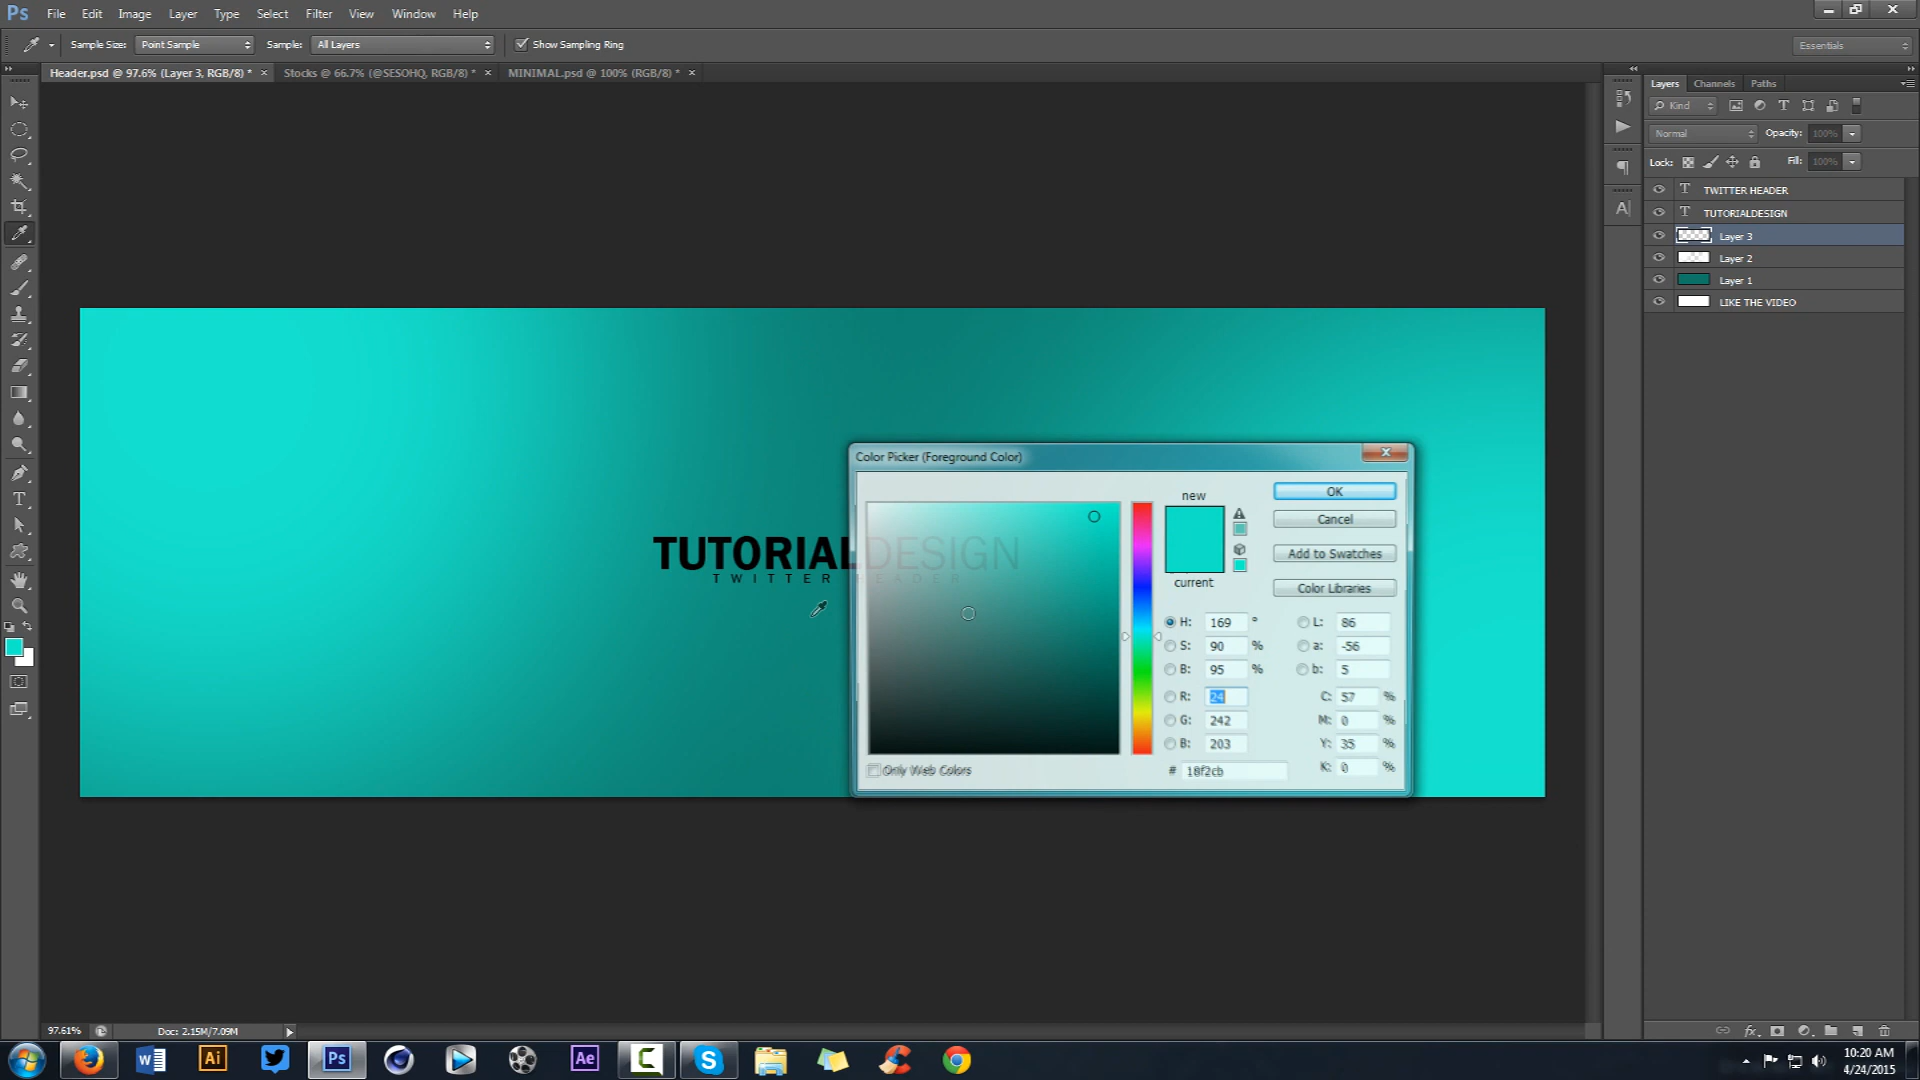 Ps File Edit Image Layer Type Select Filter View Window Help
Sample Size: Point Sample Sample: All Layers Show Sampling Ring Essentials
Header.psd @ 97.6% (Layer 3, RGB/8) * × Stocks @ 66.7% (@SESOHQ, RGB/8) * × MINIMAL.psd @ 100% (RGB/8) * ×
Layers Channels Paths
Kind
Normal Opacity: 100%
Lock: Fill: 100%
TWITTER HEADER
TUTORIALDESIGN
Layer 3
Layer 2
Layer 1
LIKE THE VIDEO
TUTORIALDESIGN
TWITTER HEADER
Color Picker (Foreground Color)
new
current
OK
Cancel
Add to Swatches
Color Libraries
H: 169 ° L: 86
S: 90 % a: -56
B: 95 % b: 5
R: 24 C: 57 %
G: 242 M: 0 %
B: 203 Y: 35 %
# 18f2cb K: 0 %
Only Web Colors
97.61% Doc: 2.15M/7.09M
Ai Ps Ae
10:20 AM
4/24/2015